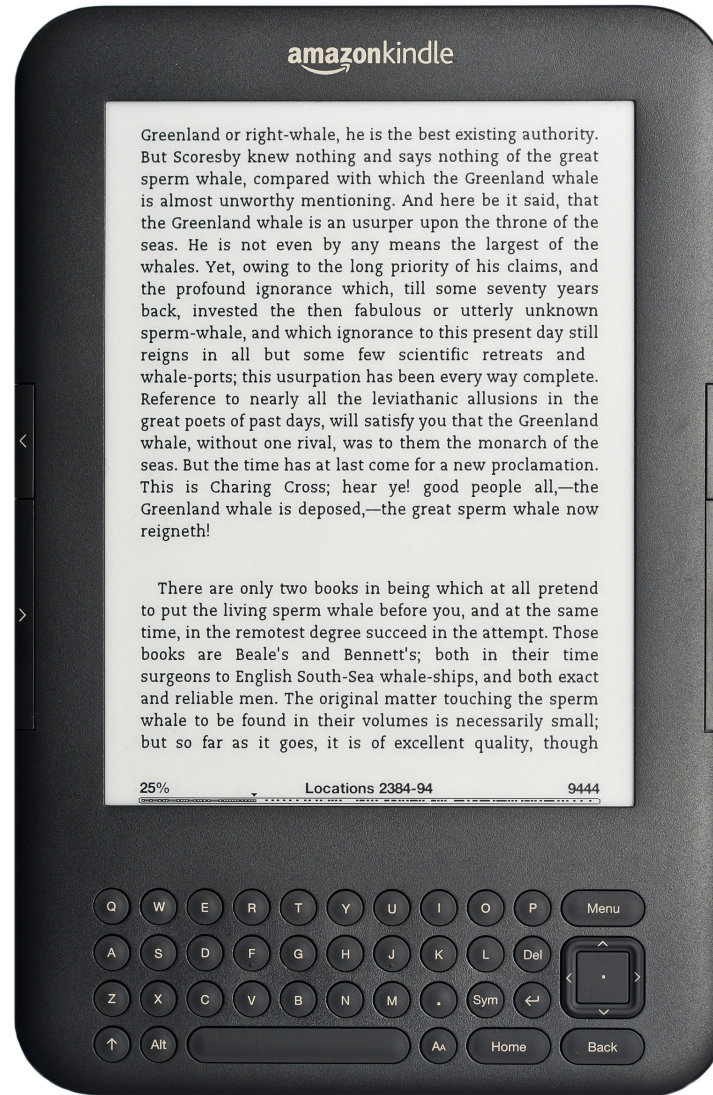 amazonkindle
Greenland or right-whale, he is the best existing authority.
But Scoresby knew nothing and says nothing of the great
sperm whale, compared with which the Greenland whale
is almost unworthy mentioning. And here be it said, that
the Greenland whale is an usurper upon the throne of the
seas. He is not even by any means the largest of the
whales. Yet, owing to the long priority of his claims, and
the profound ignorance which, till some seventy years
back, invested the then fabulous or utterly unknown
sperm-whale, and which ignorance to this present day still
reigns in all but some few scientific retreats and
whale-ports; this usurpation has been every way complete.
Reference to nearly all the leviathanic allusions in the
great poets of past days, will satisfy you that the Greenland
whale, without one rival, was to them the monarch of the
seas. But the time has at last come for a new proclamation.
This is Charing Cross; hear ye! good people all,—the
Greenland whale is deposed,—the great sperm whale now
reigneth!
There are only two books in being which at all pretend
to put the living sperm whale before you, and at the same
time, in the remotest degree succeed in the attempt. Those
books are Beale's and Bennett's; both in their time
surgeons to English South-Sea whale-ships, and both exact
and reliable men. The original matter touching the sperm
whale to be found in their volumes is necessarily small;
but so far as it goes, it is of excellent quality, though
25% Locations 2384-94 9444
Q W E R T Y U I O P Menu
A S D F G H J K L Del
Z X C V B N M . Sym
Alt AA Home Back